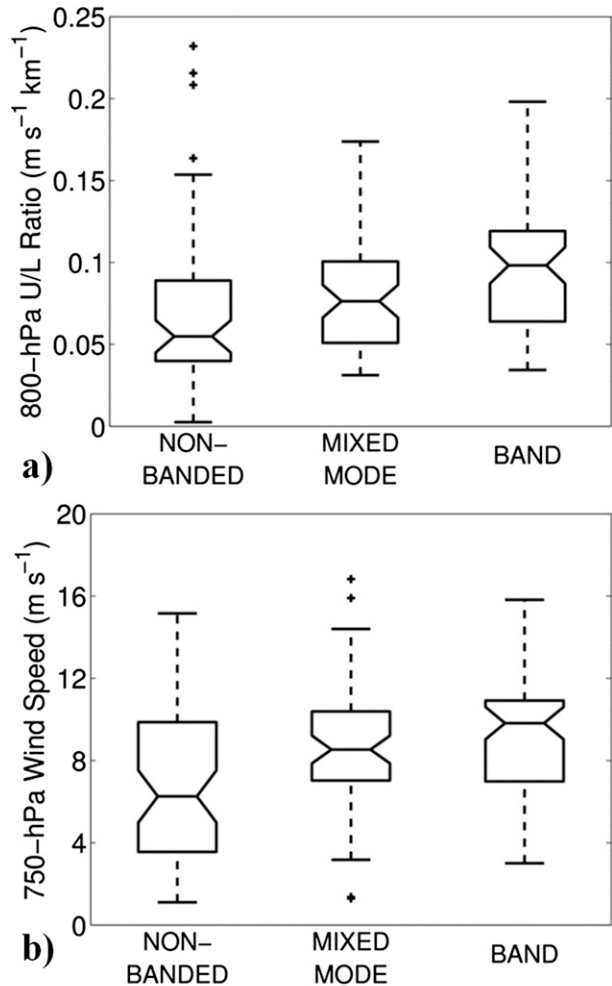 0.25
0.2
0.15
0.1
0.05
0
800−hPa U/L Ratio (m s⁻¹ km⁻¹)
NON−
BANDED
MIXED
MODE
BAND
a)
20
16
12
8
4
0
750−hPa Wind Speed (m s⁻¹)
NON−
BANDED
MIXED
MODE
BAND
b)